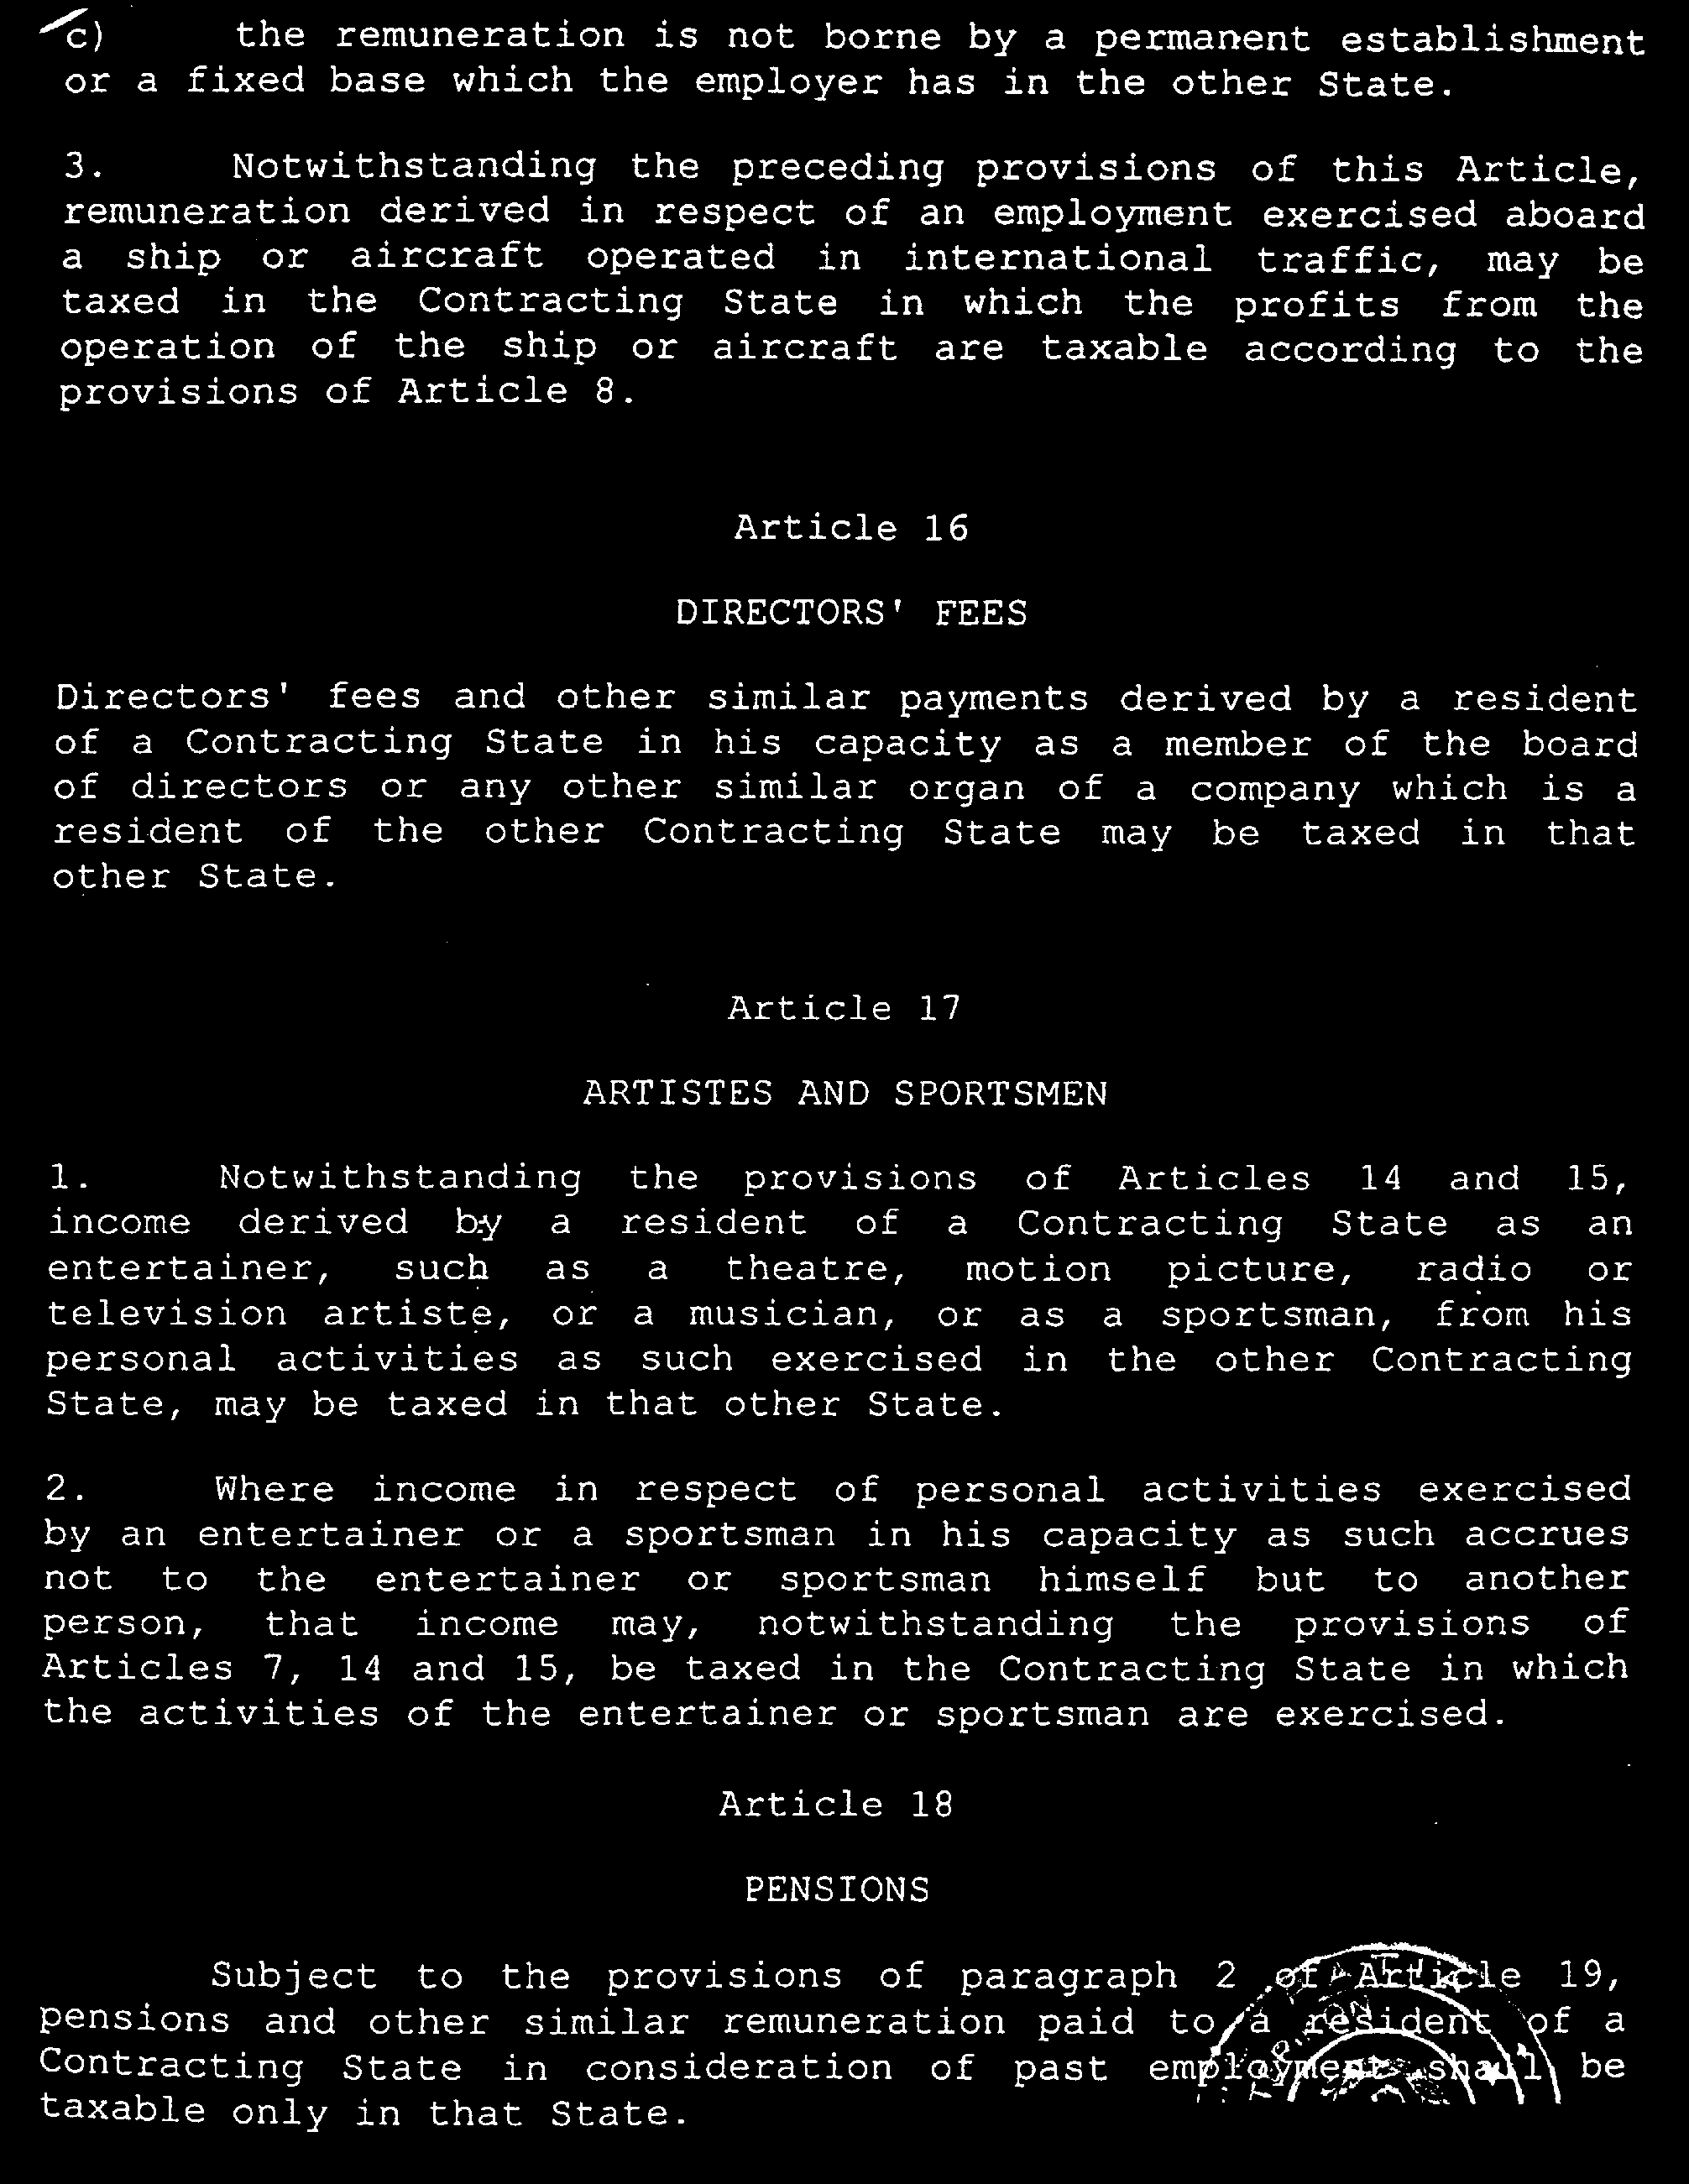 c) the remuneration is not borne by a permanent establishment
or a fixed base which the employer has in the other State.
3. Notwithstanding the preceding provisions of this Article,
remuneration derived in respect of an employment exercised aboard
a ship or aircraft operated in international traffic, may be
taxed in the Contracting State in which the profits from the
operation of the ship or aircraft are taxable according to the
provisions of Article 8.
Article 16
DIRECTORS' FEES
Directors' fees and other similar payments derived by a resident
of a Contracting State in his capacity as a member of the board
of directors or any other similar organ of a company which is a
resident of the other Contracting State may be taxed in that
other State.
Article 17
ARTISTES AND SPORTSMEN
1. Notwithstanding the provisions of Articles 14 and 15,
income derived by a resident of a Contracting State as an
entertainer, such as a theatre, motion picture, radio or
television artiste, or a musician, or as a sportsman, from his
personal activities as such exercised in the other Contracting
State, may be taxed in that other State.
2. Where income in respect of personal activities exercised
by an entertainer or a sportsman in his capacity as such accrues
not to the entertainer or sportsman himself but to another
person, that income may, notwithstanding the provisions of
Articles 7, 14 and 15, be taxed in the Contracting State in which
the activities of the entertainer or sportsman are exercised.
Article 18
PENSIONS
Subject to the provisions of paragraph 2 of Article 19,
pensions and other similar remuneration paid to a resident of a
Contracting State in consideration of past employment shall be
taxable only in that State.